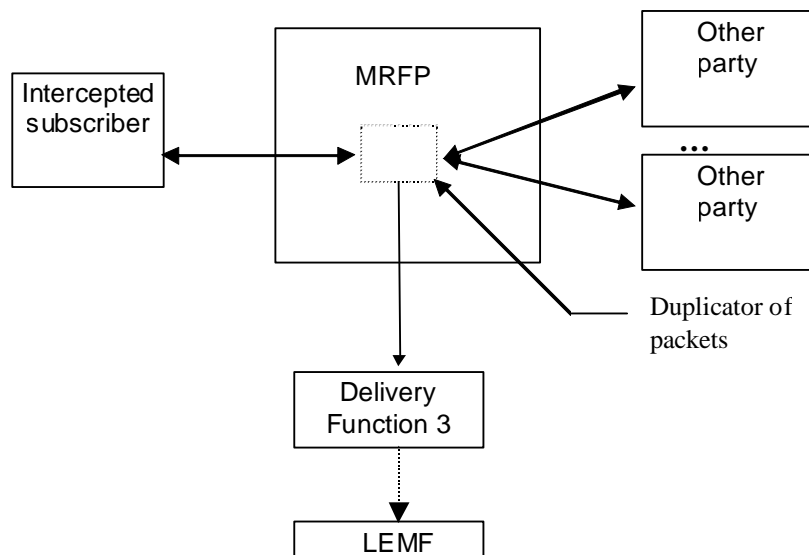 Other
party
MRFP
Intercepted
subscriber
...
Other
party
Duplicator of
packets
Delivery
Function 3
LEMF